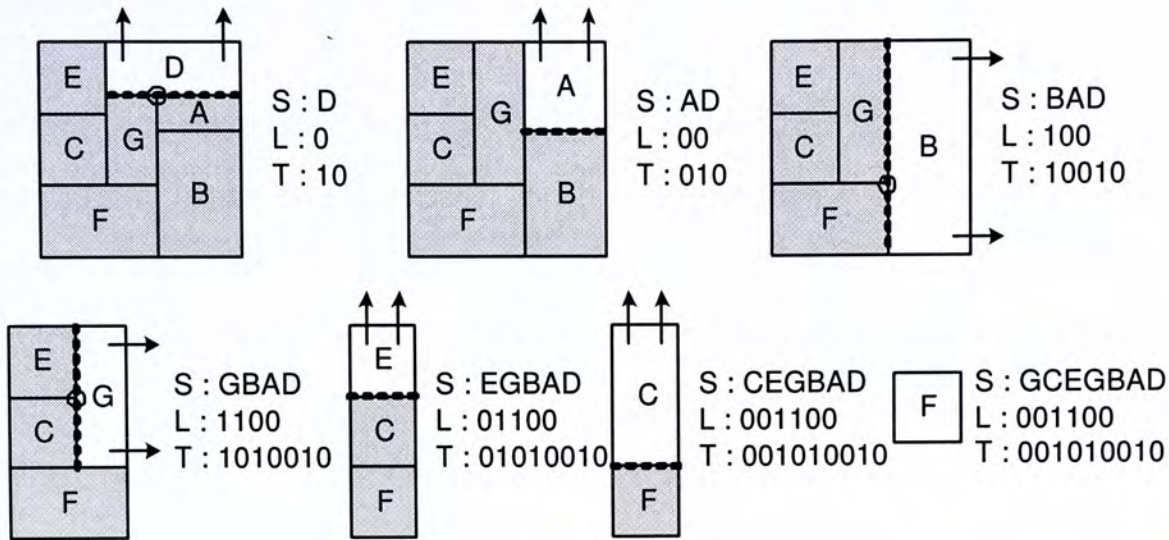 D
E
A
G
C
B
F
S : D
L : 0
T : 10
E
A
G
C
F
B
S : AD
L : 00
T : 010
E
G
B
C
F
S : BAD
L : 100
T : 10010
E
G
C
F
S : GBAD
L : 1100
T : 1010010
E
C
F
S : EGBAD
L : 01100
T : 01010010
C
F
S : CEGBAD
L : 001100
T : 001010010
F
S : GCEGBAD
L : 001100
T : 001010010